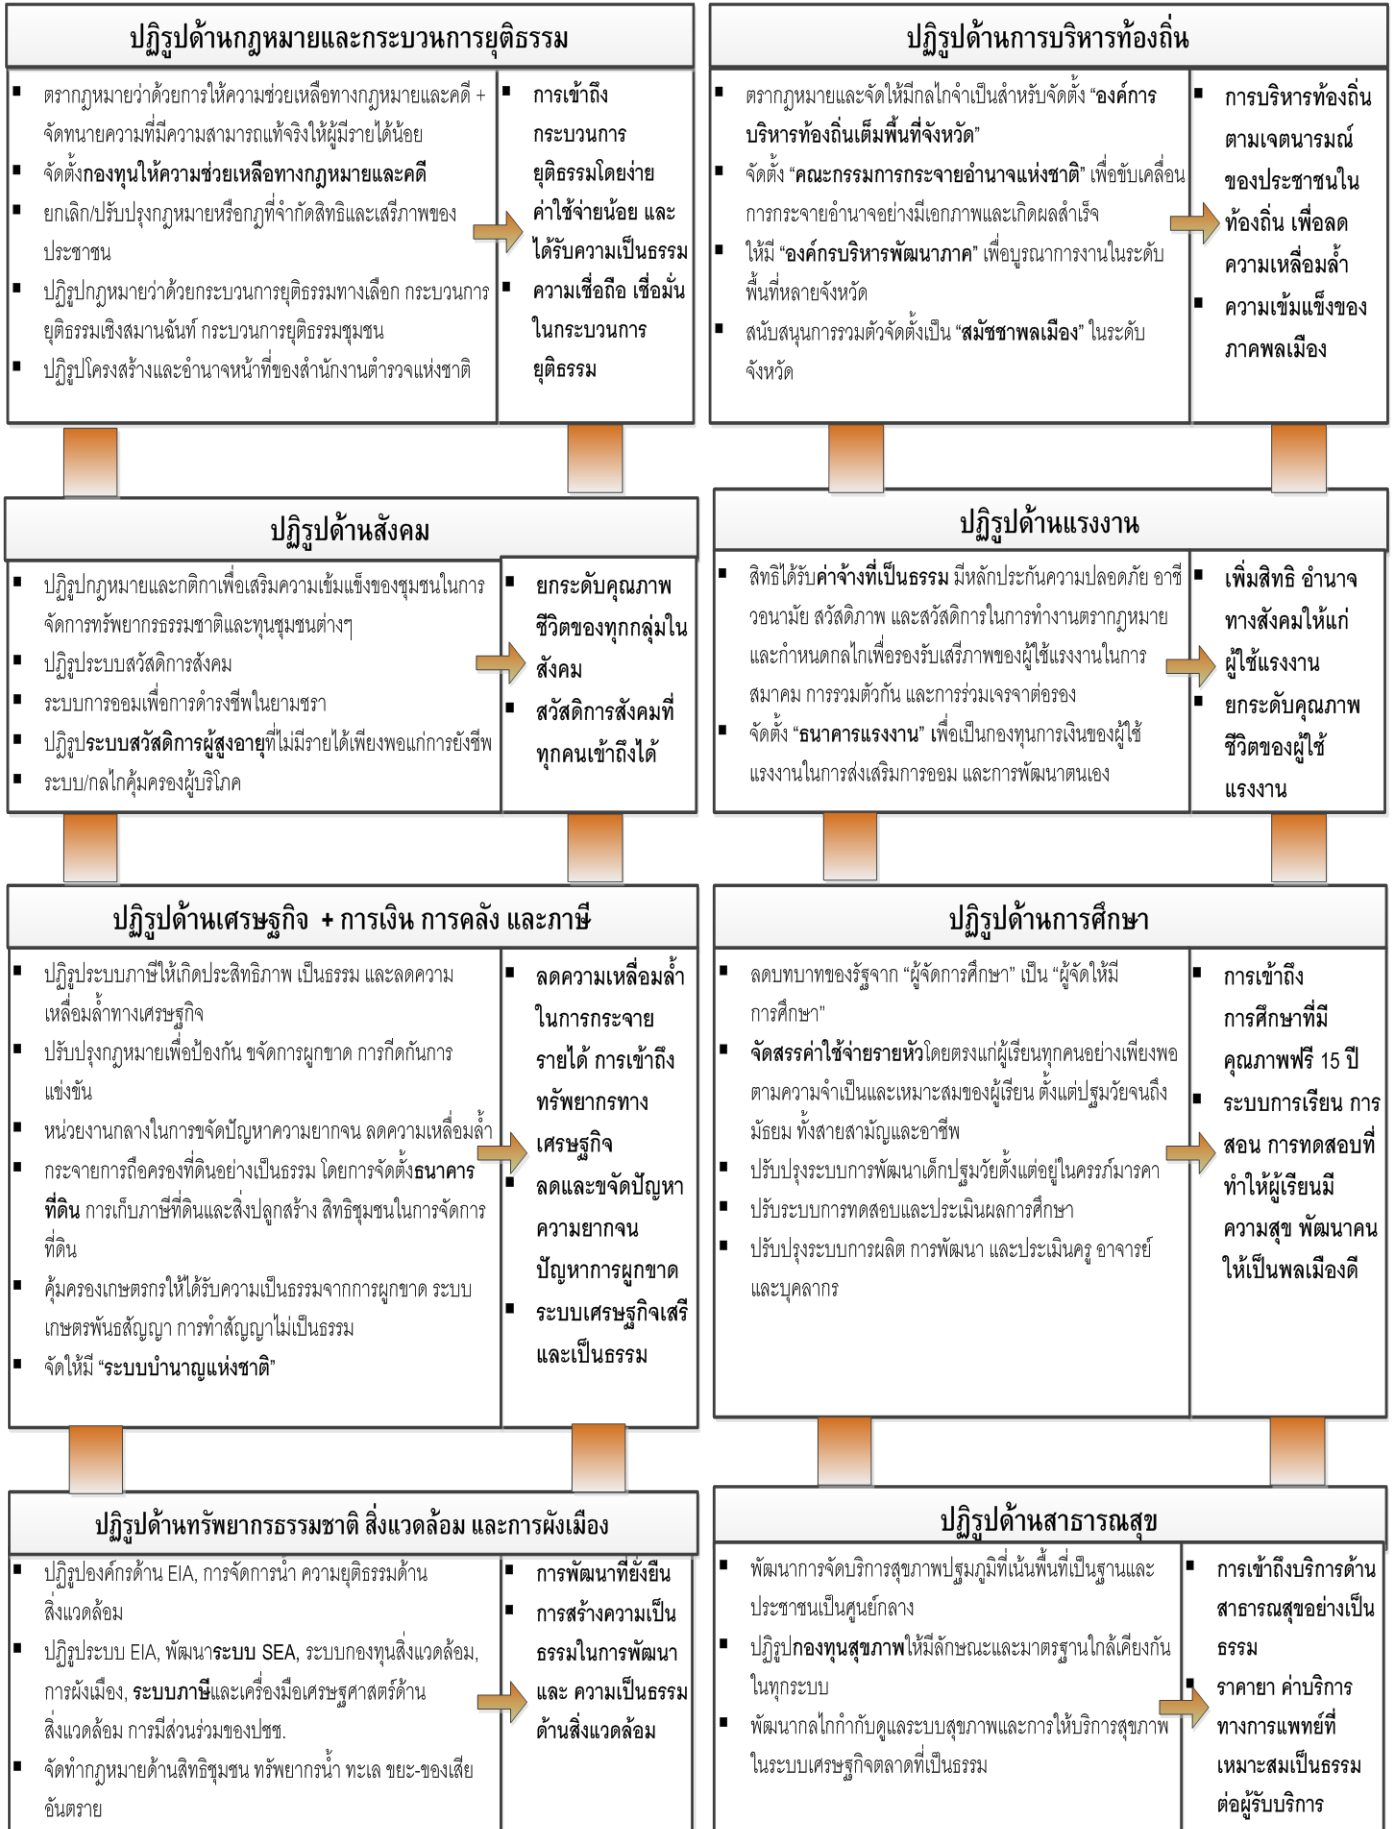 ปฏิรูปด้านกฎหมายและกระบวนการยุติธรรม
ตรากฎหมายว่าด้วยการให้ความช่วยเหลือทางกฎหมายและคดี +
จัดทนายความที่มีความสามารถแท้จริงให้ผู้มีรายได้น้อย
จัดตั้งกองทุนให้ความช่วยเหลือทางกฎหมายและคดี
ยกเลิก/ปรับปรุงกฎหมายหรือกฎที่จำกัดสิทธิและเสรีภาพของ
ประชาชน
ปฏิรูปกฎหมายว่าด้วยกระบวนการยุติธรรมทางเลือก กระบวนการ
ยุติธรรมเชิงสมานฉันท์ กระบวนการยุติธรรมชุมชน
ปฏิรูปโครงสร้างและอำนาจหน้าที่ของสำนักงานตำรวจแห่งชาติ
การเข้าถึง
กระบวนการ
ยุติธรรมโดยง่าย
ค่าใช้จ่ายน้อย และ
ได้รับความเป็นธรรม
ความเชื่อถือ เชื่อมั่น
ในกระบวนการ
ยุติธรรม
ปฏิรูปด้านการบริหารท้องถิ่น
ตรากฎหมายและจัดให้มีกลไกจำเป็นสำหรับจัดตั้ง “องค์การ
บริหารท้องถิ่นเต็มพื้นที่จังหวัด”
จัดตั้ง “คณะกรรมการกระจายอำนาจแห่งชาติ” เพื่อขับเคลื่อน
การกระจายอำนาจอย่างมีเอกภาพและเกิดผลสำเร็จ
ให้มี “องค์กรบริหารพัฒนาภาค” เพื่อบูรณาการงานในระดับ
พื้นที่หลายจังหวัด
สนับสนุนการรวมตัวจัดตั้งเป็น “สมัชชาพลเมือง” ในระดับ
จังหวัด
การบริหารท้องถิ่น
ตามเจตนารมณ์
ของประชาชนใน
ท้องถิ่น เพื่อลด
ความเหลื่อมล้ำ
ความเข้มแข็งของ
ภาคพลเมือง
ปฏิรูปด้านสังคม
ปฏิรูปกฎหมายและกติกาเพื่อเสริมความเข้มแข็งของชุมชนในการ
จัดการทรัพยากรธรรมชาติและทุนชุมชนต่างๆ
ปฏิรูประบบสวัสดิการสังคม
ระบบการออมเพื่อการดำรงชีพในยามชรา
ปฏิรูประบบสวัสดิการผู้สูงอายุที่ไม่มีรายได้เพียงพอแก่การยังชีพ
ระบบ/กลไกคุ้มครองผู้บริโภค
ยกระดับคุณภาพ
ชีวิตของทุกกลุ่มใน
สังคม
สวัสดิการสังคมที่
ทุกคนเข้าถึงได้
ปฏิรูปด้านแรงงาน
สิทธิได้รับค่าจ้างที่เป็นธรรม มีหลักประกันความปลอดภัย อาชี
วอนามัย สวัสดิภาพ และสวัสดิการในการทำงานตรากฎหมาย
และกำหนดกลไกเพื่อรองรับเสรีภาพของผู้ใช้แรงงานในการ
สมาคม การรวมตัวกัน และการร่วมเจรจาต่อรอง
จัดตั้ง “ธนาคารแรงงาน” เพื่อเป็นกองทุนการเงินของผู้ใช้
แรงงานในการส่งเสริมการออม และการพัฒนาตนเอง
เพิ่มสิทธิ อำนาจ
ทางสังคมให้แก่
ผู้ใช้แรงงาน
ยกระดับคุณภาพ
ชีวิตของผู้ใช้
แรงงาน
ปฏิรูปด้านเศรษฐกิจ + การเงิน การคลัง และภาษี
ปฏิรูประบบภาษีให้เกิดประสิทธิภาพ เป็นธรรม และลดความ
เหลื่อมล้ำทางเศรษฐกิจ
ปรับปรุงกฎหมายเพื่อป้องกัน ขจัดการผูกขาด การกีดกันการ
แข่งขัน
หน่วยงานกลางในการขจัดปัญหาความยากจน ลดความเหลื่อมล้ำ
กระจายการถือครองที่ดินอย่างเป็นธรรม โดยการจัดตั้งธนาคาร
ที่ดิน การเก็บภาษีที่ดินและสิ่งปลูกสร้าง สิทธิชุมชนในการจัดการ
ที่ดิน
คุ้มครองเกษตรกรให้ได้รับความเป็นธรรมจากการผูกขาด ระบบ
เกษตรพันธสัญญา การทำสัญญาไม่เป็นธรรม
จัดให้มี “ระบบบำนาญแห่งชาติ”
ลดความเหลื่อมล้ำ
ในการกระจาย
รายได้ การเข้าถึง
ทรัพยากรทาง
เศรษฐกิจ
ลดและขจัดปัญหา
ความยากจน
ปัญหาการผูกขาด
ระบบเศรษฐกิจเสรี
และเป็นธรรม
ปฏิรูปด้านการศึกษา
ลดบทบาทของรัฐจาก “ผู้จัดการศึกษา” เป็น “ผู้จัดให้มี
การศึกษา”
จัดสรรค่าใช้จ่ายรายหัวโดยตรงแก่ผู้เรียนทุกคนอย่างเพียงพอ
ตามความจำเป็นและเหมาะสมของผู้เรียน ตั้งแต่ปฐมวัยจนถึง
มัธยม ทั้งสายสามัญและอาชีพ
ปรับปรุงระบบการพัฒนาเด็กปฐมวัยตั้งแต่อยู่ในครรภ์มารดา
ปรับระบบการทดสอบและประเมินผลการศึกษา
ปรับปรุงระบบการผลิต การพัฒนา และประเมินครู อาจารย์
และบุคลากร
การเข้าถึง
การศึกษาที่มี
คุณภาพฟรี 15 ปี
ระบบการเรียน การ
สอน การทดสอบที่
ทำให้ผู้เรียนมี
ความสุข พัฒนาคน
ให้เป็นพลเมืองดี
ปฏิรูปด้านทรัพยากรธรรมชาติ สิ่งแวดล้อม และการผังเมือง
ปฏิรูปองค์กรด้าน EIA, การจัดการน้ำ ความยุติธรรมด้าน
สิ่งแวดล้อม
ปฏิรูประบบ EIA, พัฒนาระบบ SEA, ระบบกองทุนสิ่งแวดล้อม,
การผังเมือง, ระบบภาษีและเครื่องมือเศรษฐศาสตร์ด้าน
สิ่งแวดล้อม การมีส่วนร่วมของปชช.
จัดทำกฎหมายด้านสิทธิชุมชน ทรัพยากรน้ำ ทะเล ขยะ-ของเสีย
อันตราย
การพัฒนาที่ยั่งยืน
การสร้างความเป็น
ธรรมในการพัฒนา
และ ความเป็นธรรม
ด้านสิ่งแวดล้อม
ปฏิรูปด้านสาธารณสุข
พัฒนาการจัดบริการสุขภาพปฐมภูมิที่เน้นพื้นที่เป็นฐานและ
ประชาชนเป็นศูนย์กลาง
ปฏิรูปกองทุนสุขภาพให้มีลักษณะและมาตรฐานใกล้เคียงกัน
ในทุกระบบ
พัฒนากลไกกำกับดูแลระบบสุขภาพและการให้บริการสุขภาพ
ในระบบเศรษฐกิจตลาดที่เป็นธรรม
การเข้าถึงบริการด้าน
สาธารณสุขอย่างเป็น
ธรรม
ราคายา ค่าบริการ
ทางการแพทย์ที่
เหมาะสมเป็นธรรม
ต่อผู้รับบริการ